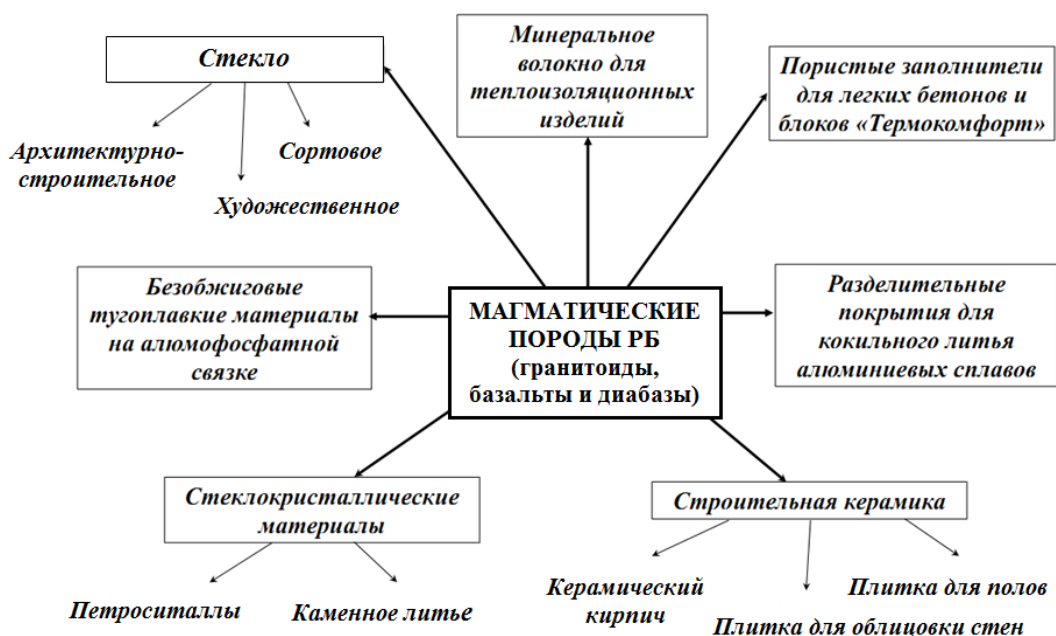 Стекло
Архитектурно-
строительное
Художественное
Сортовое
Минеральное
волокно для
теплоизоляционных
изделий
Пористые заполнители
для легких бетонов и
блоков «Термокомфорт»
Безобжиговые
тугоплавкие материалы
на алюмофосфатной
связке
МАГМАТИЧЕСКИЕ
ПОРОДЫ РБ
(гранитоиды,
базальты и диабазы)
Разделительные
покрытия для
кокильного литья
алюминиевых сплавов
Стеклокристаллические
материалы
Петроситаллы
Каменное литье
Строительная керамика
Керамический
кирпич
Плитка для облицовки стен
Плитка для полов